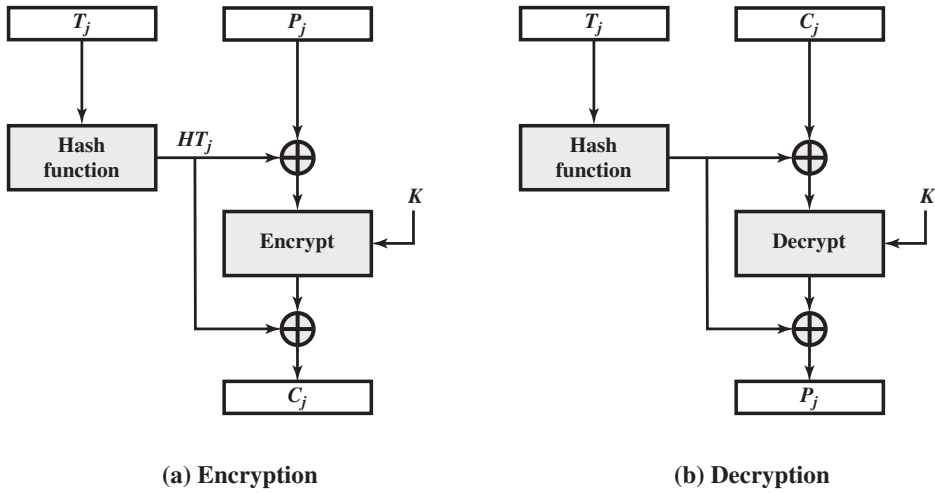 T_j
P_j
Hash
function
HT_j
K
Encrypt
C_j
(a) Encryption
T_j
C_j
Hash
function
K
Decrypt
P_j
(b) Decryption